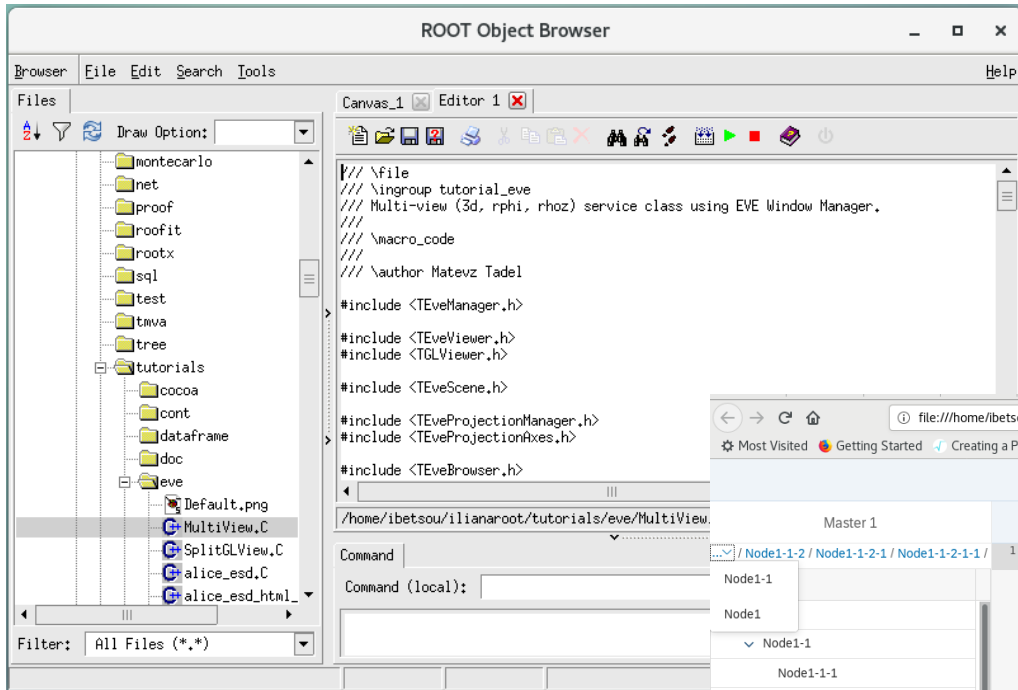 ROOT Object Browser
Browser File Edit Search Tools Help
Files
Draw Option:
montecarlo
net
proof
roofit
rootx
sql
test
tmva
tree
tutorials
cocoa
cont
dataframe
doc
eve
Default.png
MultiView.C
SplitGLView.C
alice_esd.C
alice_esd_html_
Filter: All Files (*.*)
Canvas_1 Editor 1
/// \file
/// \ingroup tutorial_eve
/// Multi-view (3d, rphi, rhoz) service class using EVE Window Manager.
///
/// \macro_code
///
/// \author Matevz Tadel
#include <TEveManager.h>
#include <TEveViewer.h>
#include <TGLViewer.h>
#include <TEveScene.h>
#include <TEveProjectionManager.h>
#include <TEveProjectionAxes.h>
#include <TEveBrowser.h>
/home/ibetsou/ilianaroot/tutorials/eve/MultiView.
Command
Command (local):
file:///home/ibetso
Most Visited Getting Started Creating a P
Master 1
... / Node1-1-2 / Node1-1-2-1 / Node1-1-2-1-1 / 1
Node1-1
Node1
Node1-1
Node1-1-1